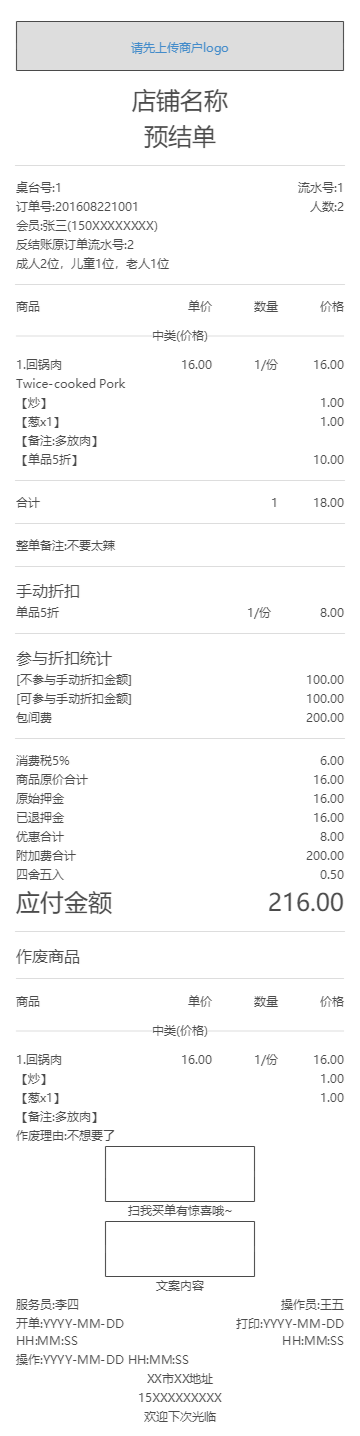 请先上传商户logo
店铺名称
预结单
桌台号:1 流水号:1
订单号:201608221001 人数:2
会员:张三(150XXXXXXXX)
反结账原订单流水号:2
成人2位，儿童1位，老人1位
商品 单价 数量 价格
中类(价格)
1.回锅肉 16.00 1/份 16.00
Twice-cooked Pork
【炒】 1.00
【葱x1】 1.00
【备注:多放肉】
【单品5折】 10.00
合计 1 18.00
整单备注:不要太辣
手动折扣
单品5折 1/份 8.00
参与折扣统计
[不参与手动折扣金额] 100.00
[可参与手动折扣金额] 100.00
包间费 200.00
消费税5% 6.00
商品原价合计 16.00
原始押金 16.00
已退押金 16.00
优惠合计 8.00
附加费合计 200.00
四舍五入 0.50
应付金额 216.00
作废商品
商品 单价 数量 价格
中类(价格)
1.回锅肉 16.00 1/份 16.00
【炒】 1.00
【葱x1】 1.00
【备注:多放肉】
作废理由:不想要了
扫我买单有惊喜哦~
文案内容
服务员:李四 操作员:王五
开单:YYYY-MM-DD 打印:YYYY-MM-DD
HH:MM:SS HH:MM:SS
操作:YYYY-MM-DD HH:MM:SS
XX市XX地址
15XXXXXXXXX
欢迎下次光临